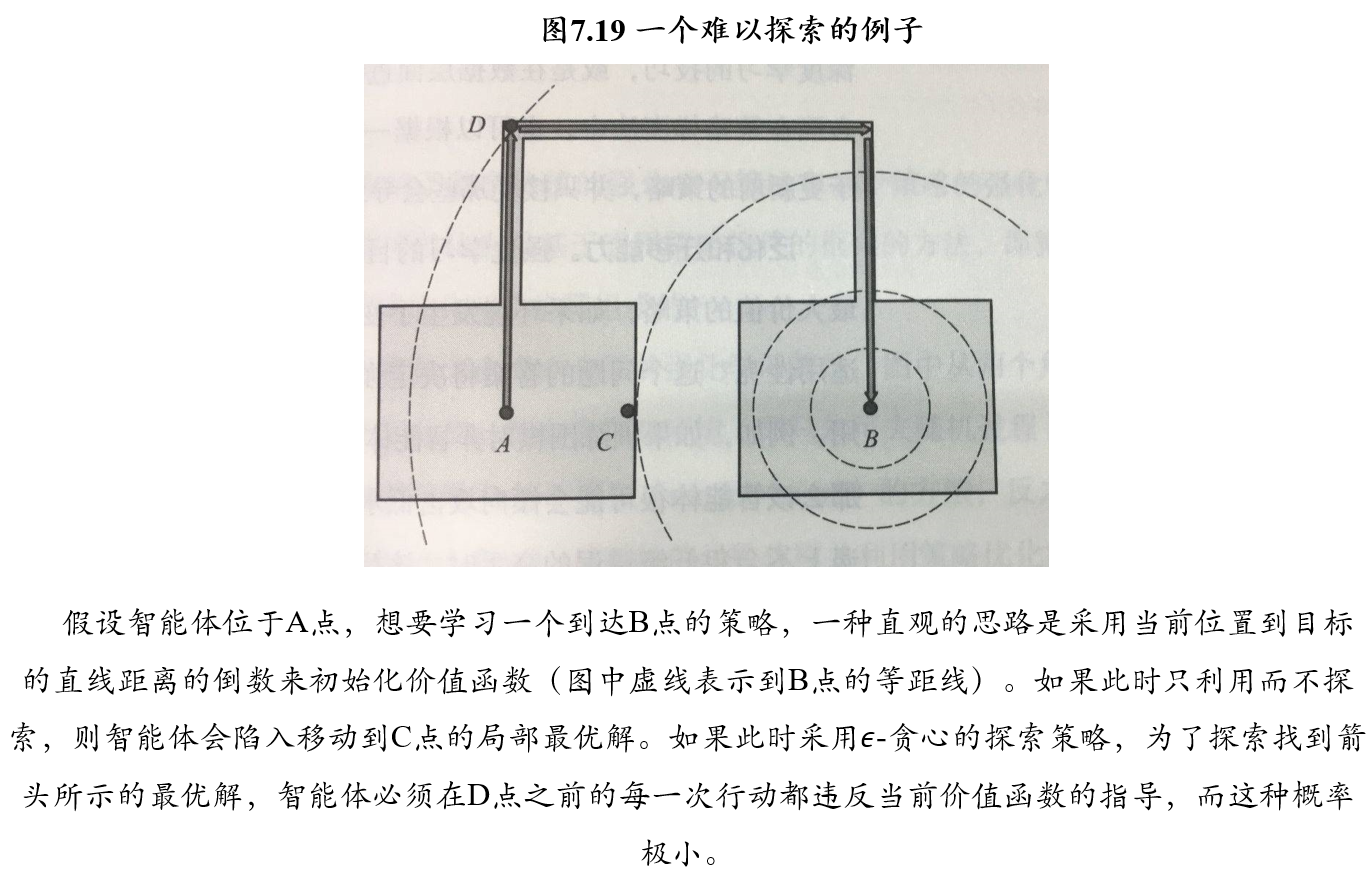 图7.19 一个难以探索的例子
D
A
C
B
假设智能体位于A点，想要学习一个到达B点的策略，一种直观的思路是采用当前位置到目标
的直线距离的倒数来初始化价值函数（图中虚线表示到B点的等距线）。如果此时只利用而不探
索，则智能体会陷入移动到C点的局部最优解。如果此时采用ϵ-贪心的探索策略，为了探索找到箭
头所示的最优解，智能体必须在D点之前的每一次行动都违反当前价值函数的指导，而这种概率
极小。